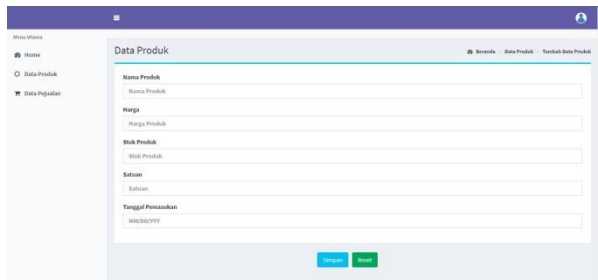 Menu Utama
Home
Data Produk
Data Pejualan
Data Produk
Beranda - Data Produk - Tambah Data Produk
Nama Produk
Nama Produk
Harga
Harga Produk
Stok Produk
Stok Produk
Satuan
Satuan
Tanggal Pemasukan
MM/DD/YYY
Simpan
Reset